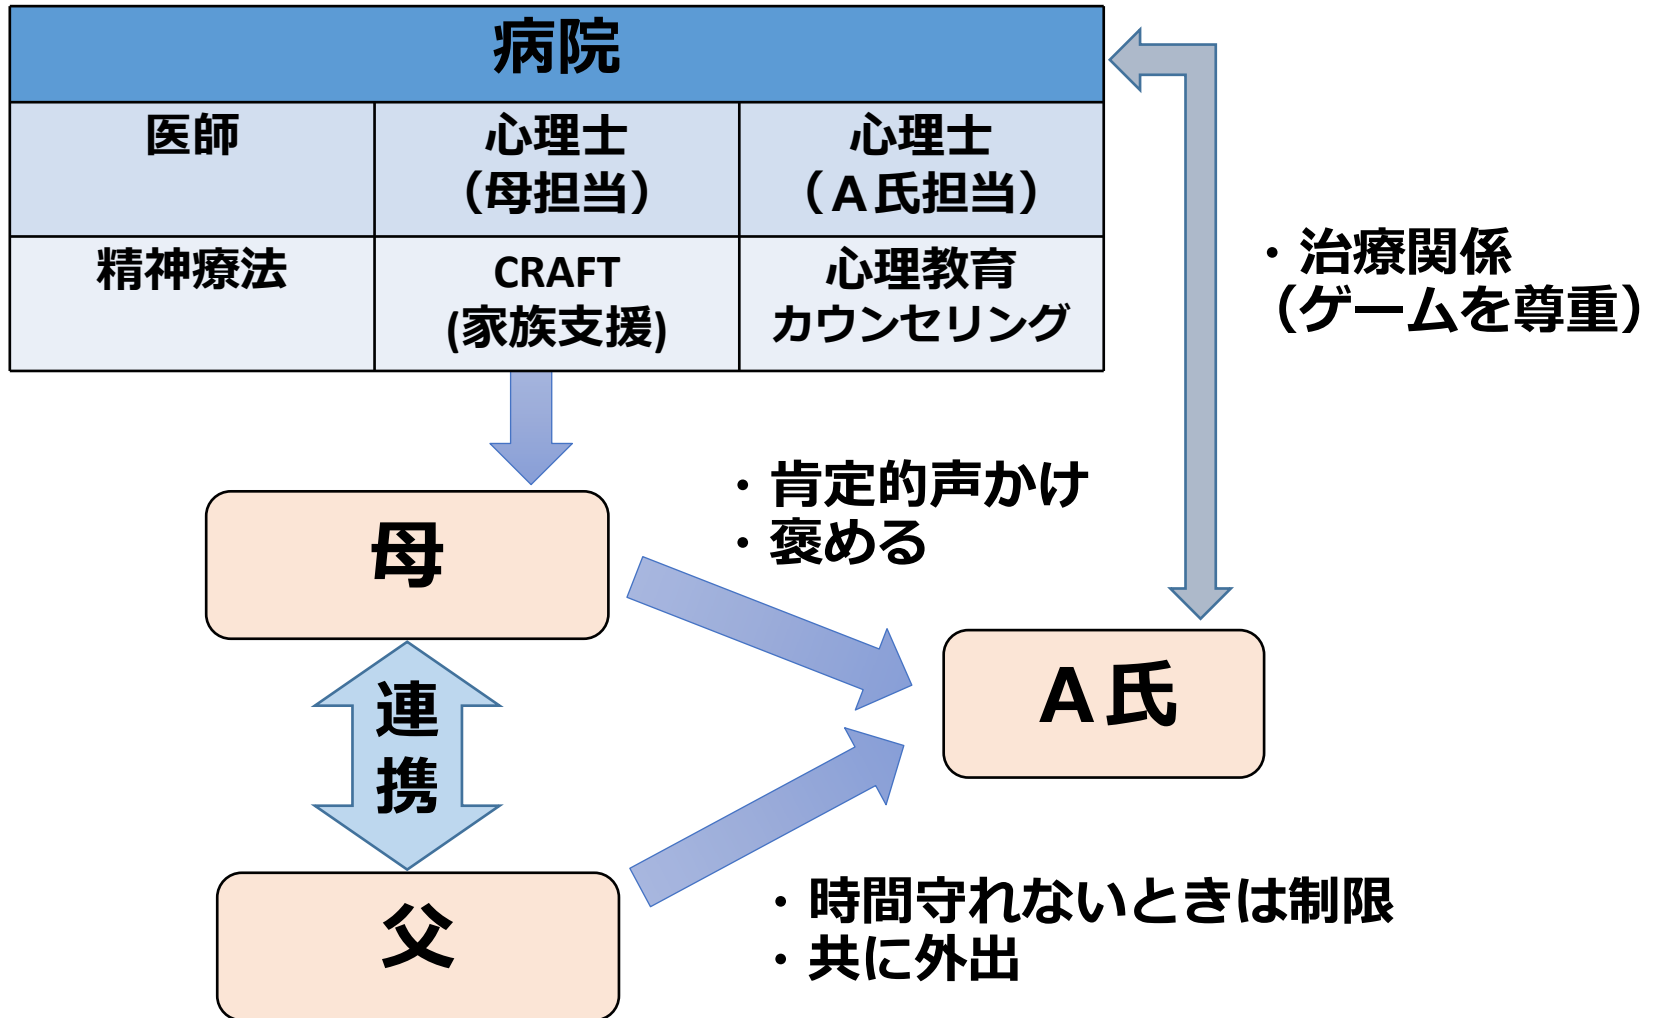 病院
医師
心理士
（母担当）
心理士
（A氏担当）
精神療法
CRAFT
(家族支援)
心理教育
カウンセリング
・治療関係
（ゲームを尊重）
・肯定的声かけ
・褒める
母
A氏
連
携
父
・時間守れないときは制限
・共に外出